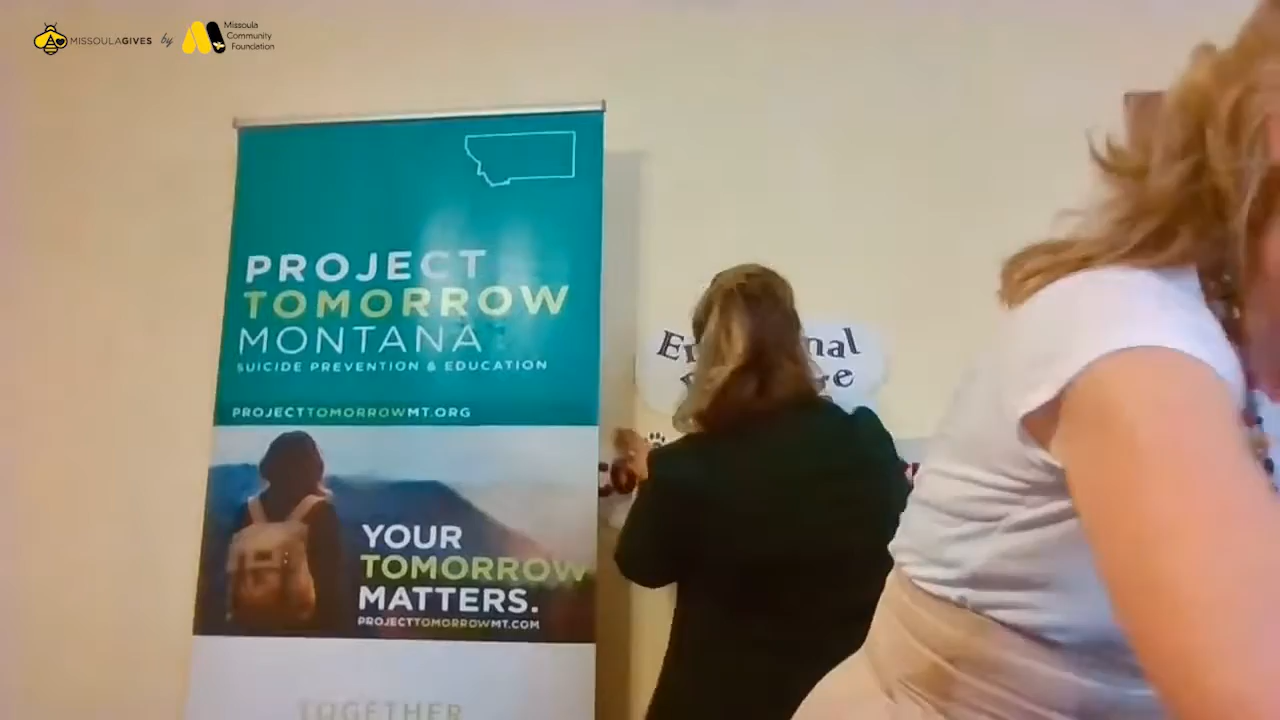 MISSOULAGIVES by
Missoula
Community
Foundation
PROJECT
TOMORROW
MONTANA
SUICIDE PREVENTION & EDUCATION
PROJECTTOMORROWMT.ORG
YOUR
TOMORROW
MATTERS.
PROJECTTOMORROWMT.COM
TOGETHER